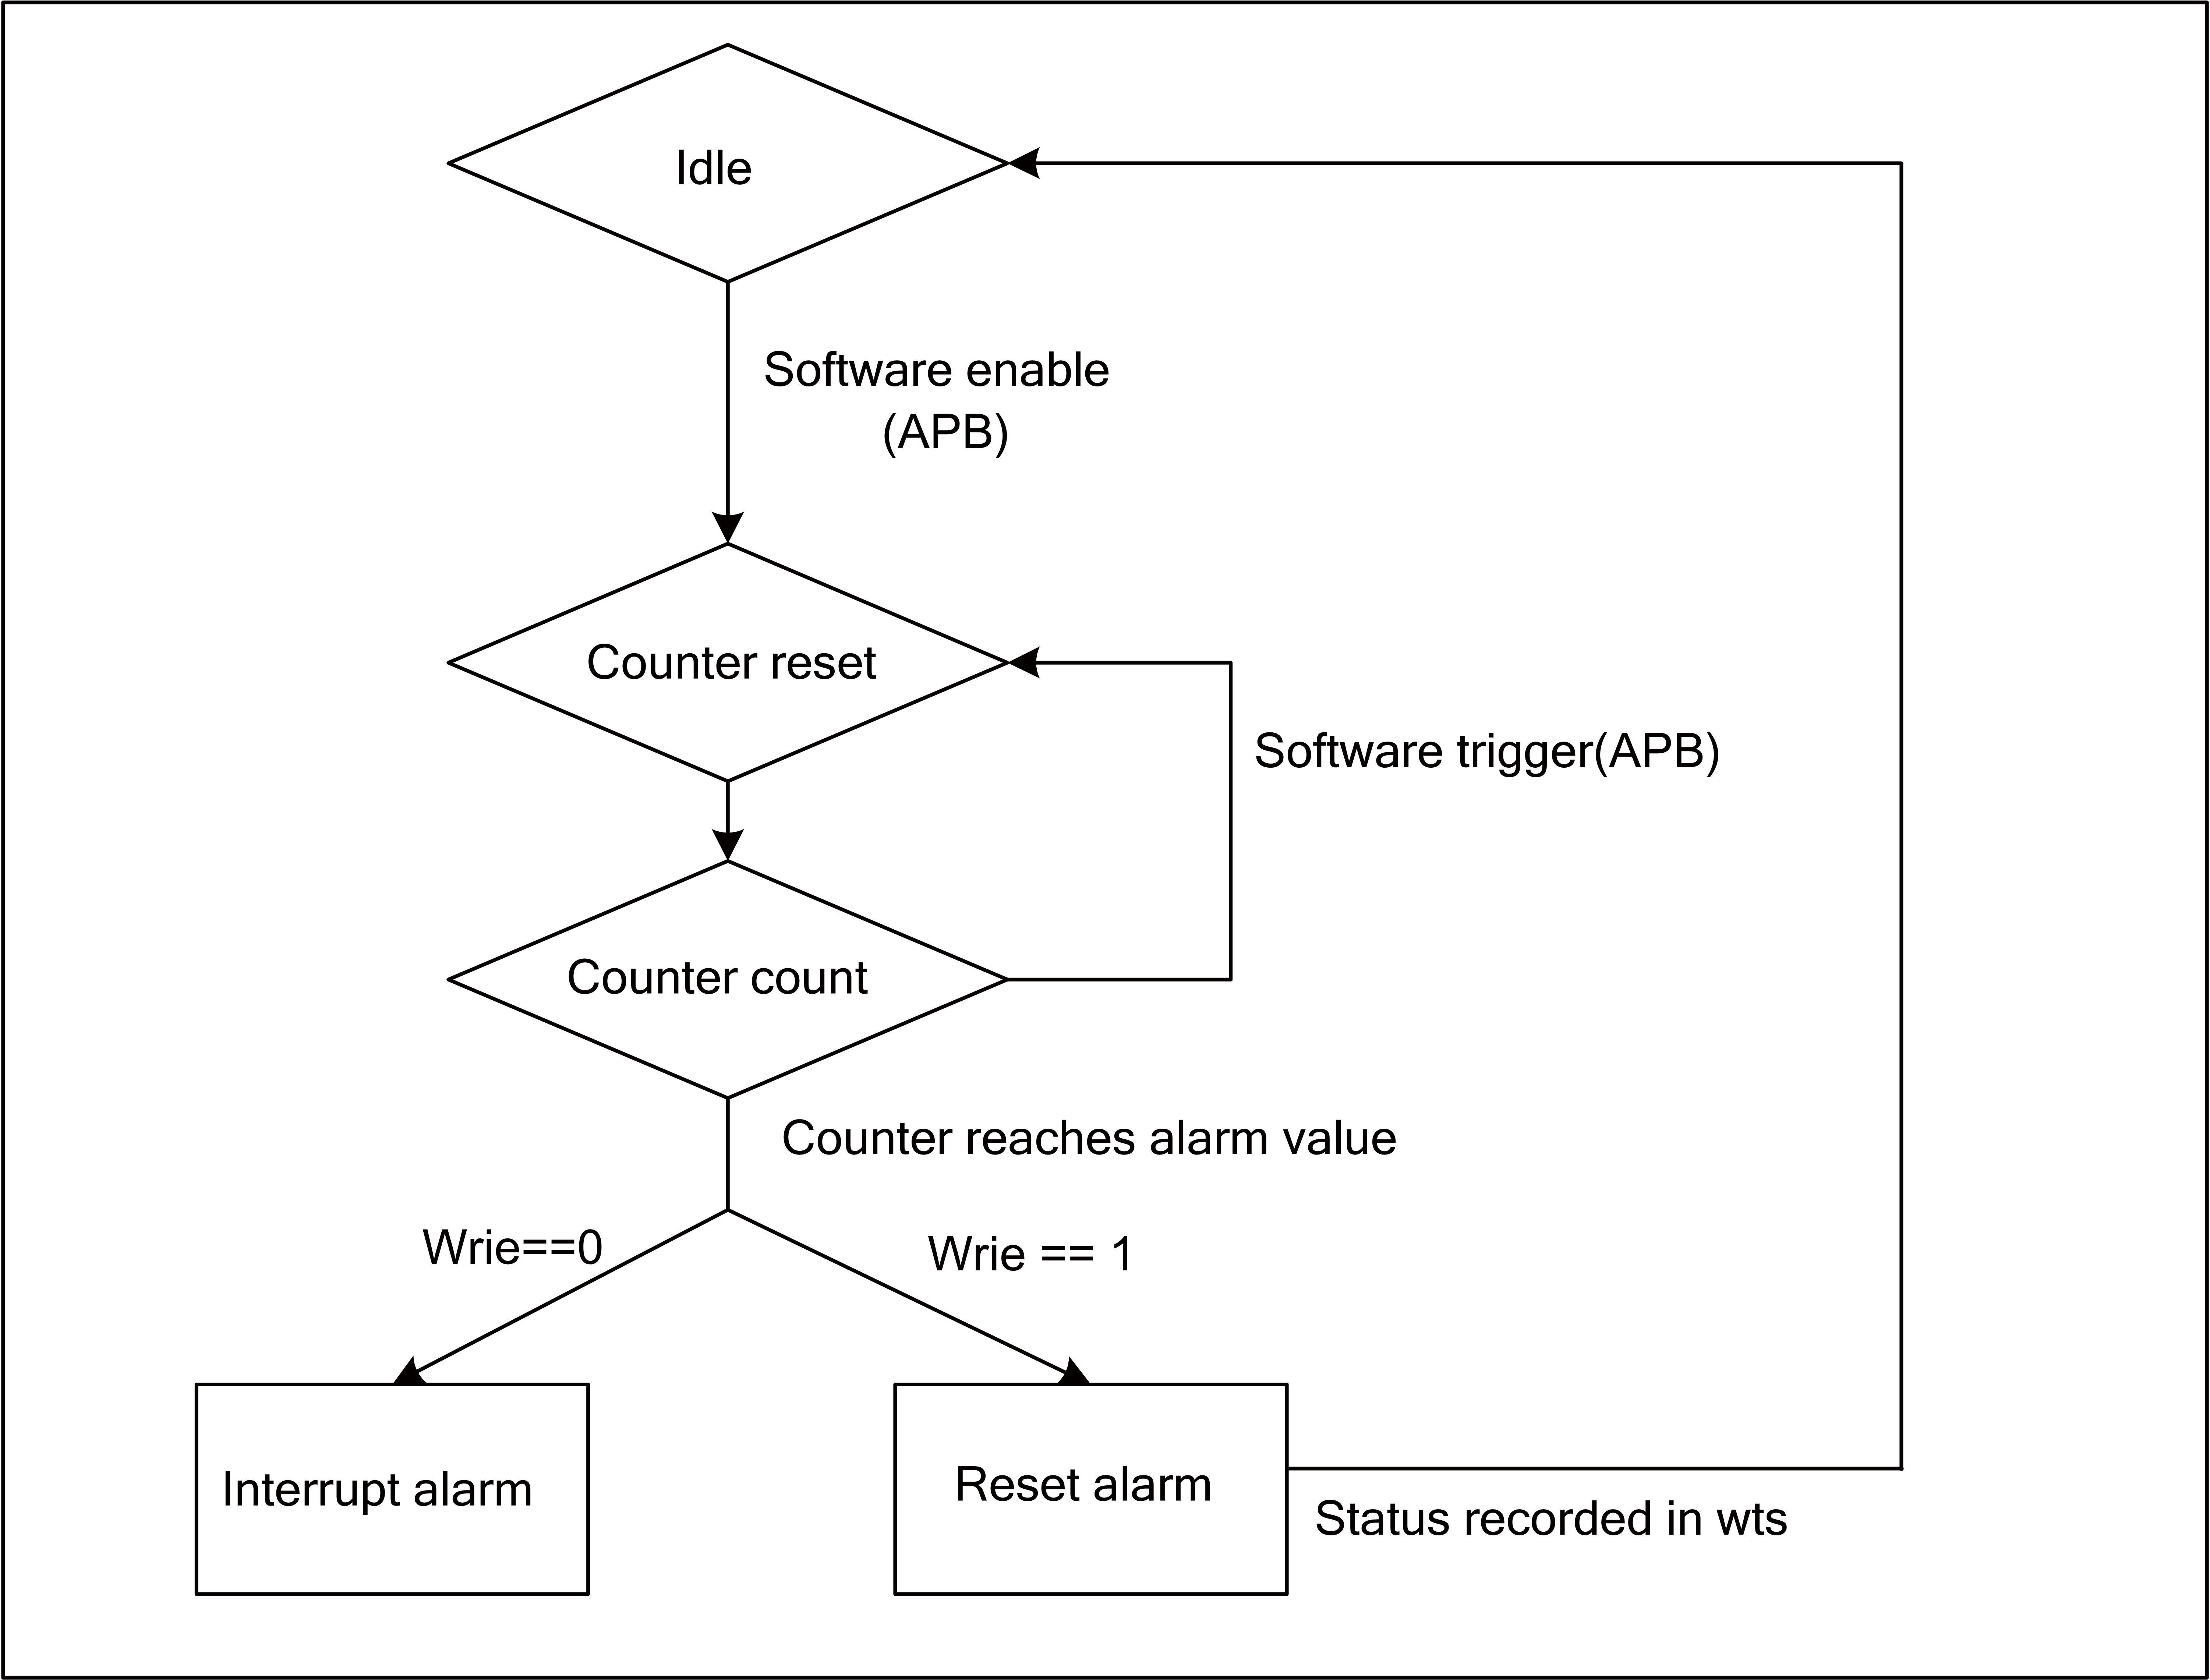 Idle
Software enable
(APB)
Counter reset
Software trigger(APB)
Counter count
Counter reaches alarm value
Wrie==0
Wrie == 1
Interrupt alarm
Reset alarm
Status recorded in wts